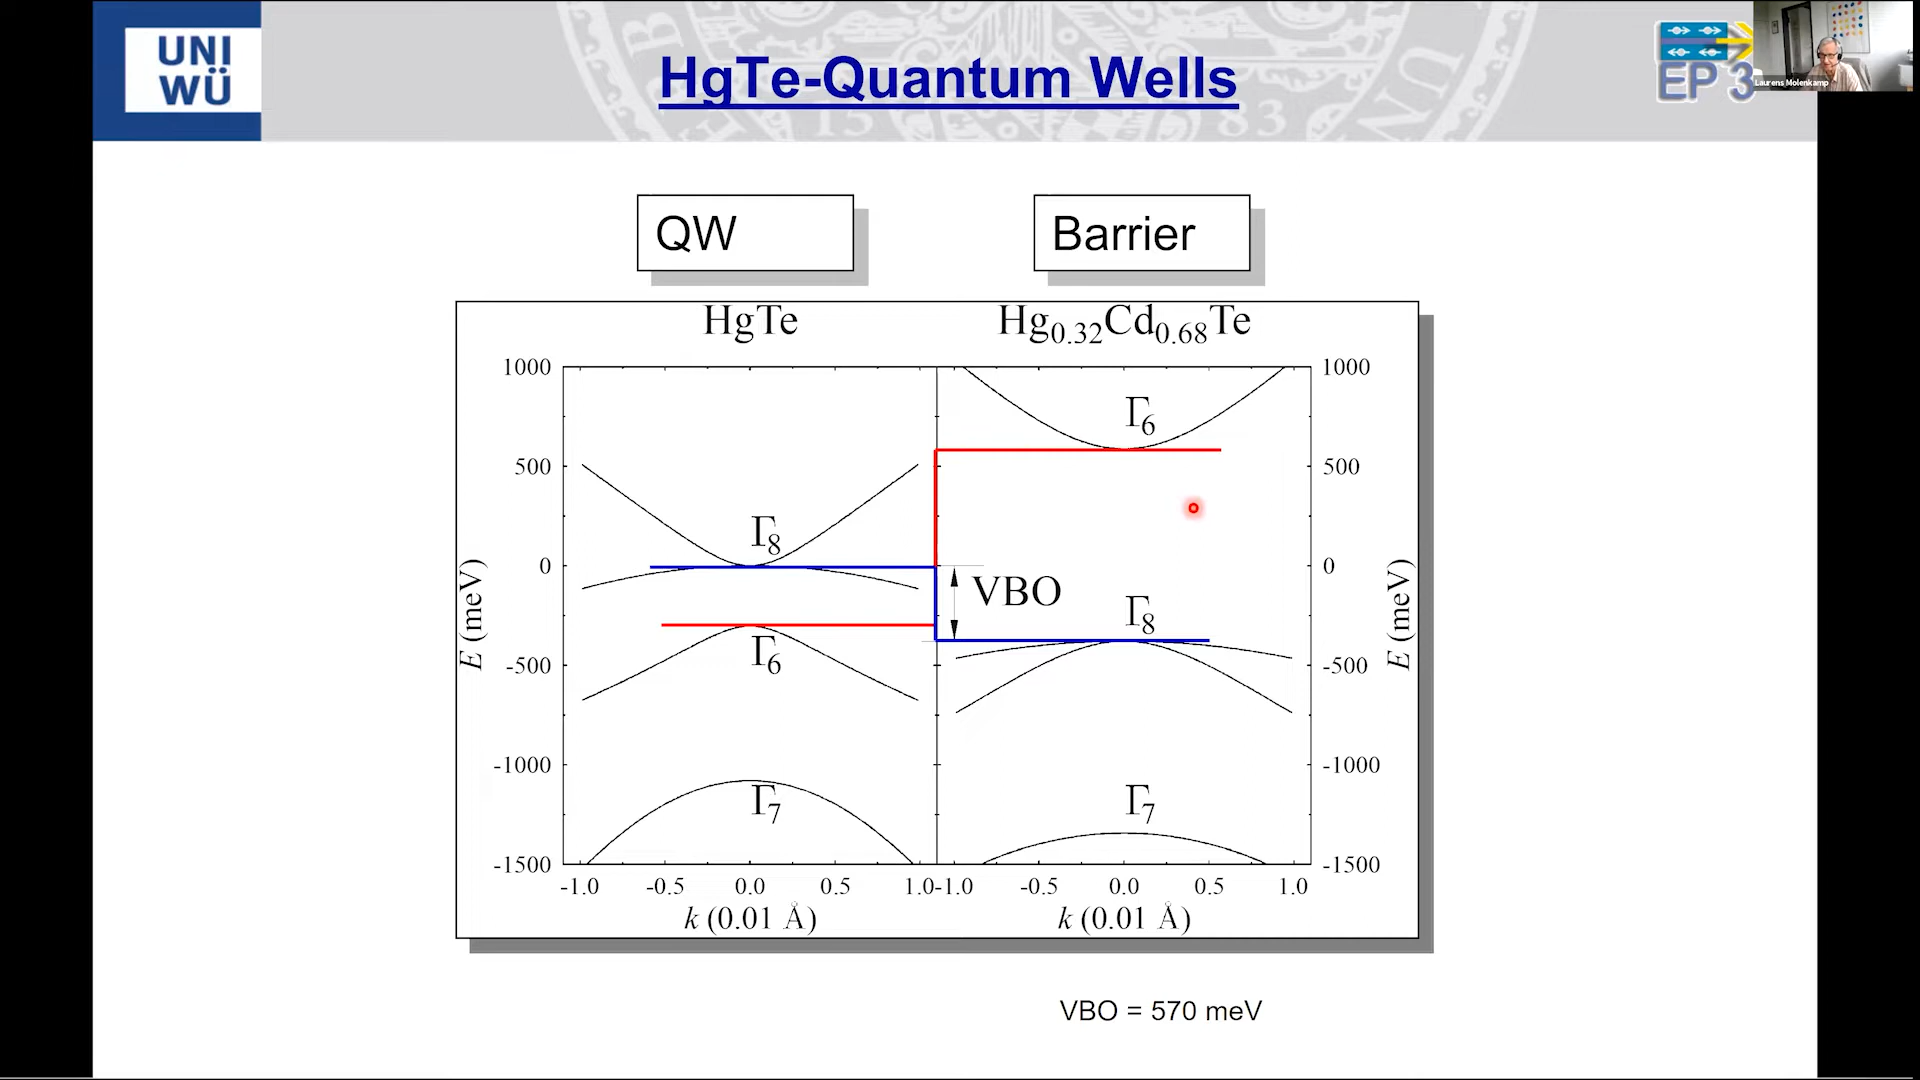 UNI
WÜ
HgTe-Quantum Wells
EP 3
Laurens Molenkamp
QW
Barrier
HgTe
Hg0.32Cd0.68Te
1000
500
0
-500
-1000
-1500
E (meV)
Γ8
Γ6
Γ7
-1.0 -0.5 0.0 0.5 1.0
k (0.01 Å)
VBO
Γ6
Γ8
Γ7
-1.0 -0.5 0.0 0.5 1.0
k (0.01 Å)
1000
500
0
-500
-1000
-1500
E (meV)
VBO = 570 meV